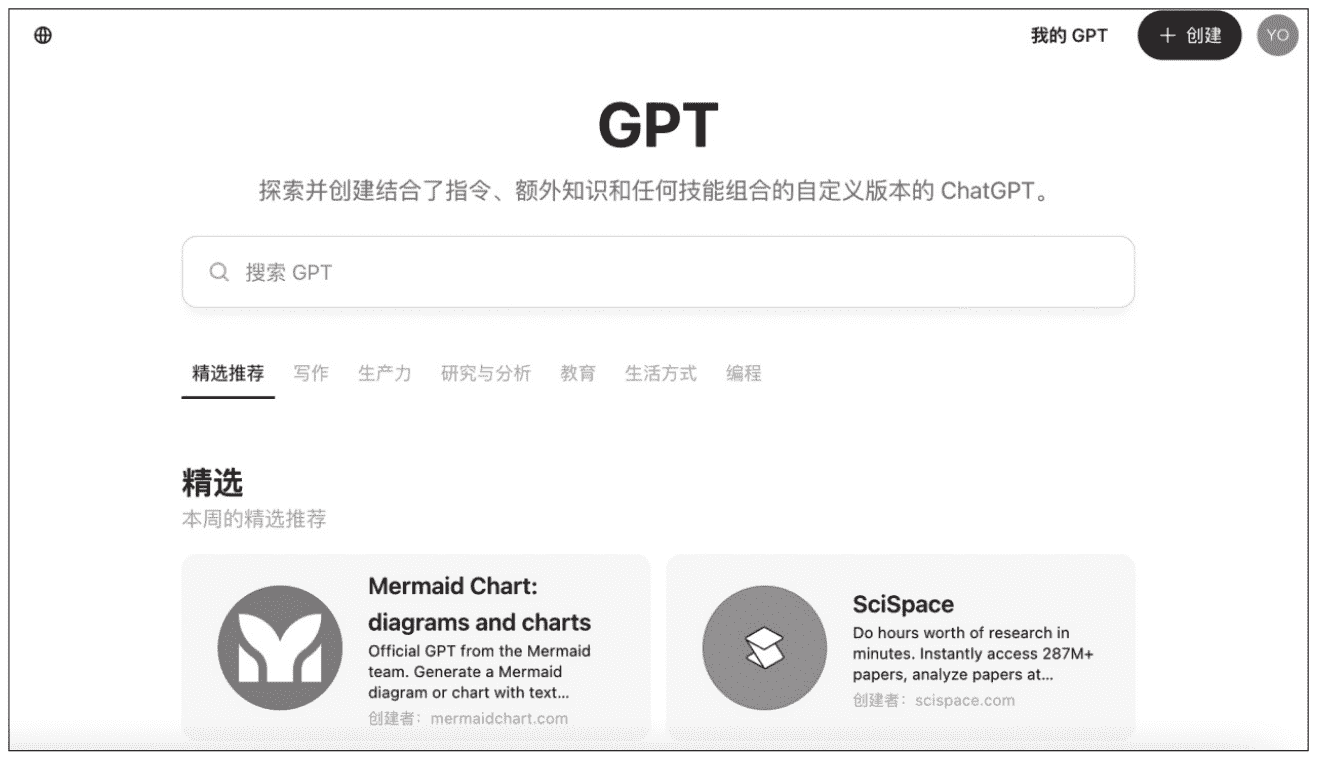 我的 GPT
+ 创建
YO
GPT
探索并创建结合了指令、额外知识和任何技能组合的自定义版本的 ChatGPT。
搜索 GPT
精选推荐 写作 生产力 研究与分析 教育 生活方式 编程
精选
本周的精选推荐
Mermaid Chart:
diagrams and charts
Official GPT from the Mermaid
team. Generate a Mermaid
diagram or chart with text...
创建者：mermaidchart.com
SciSpace
Do hours worth of research in
minutes. Instantly access 287M+
papers, analyze papers at...
创建者：scispace.com